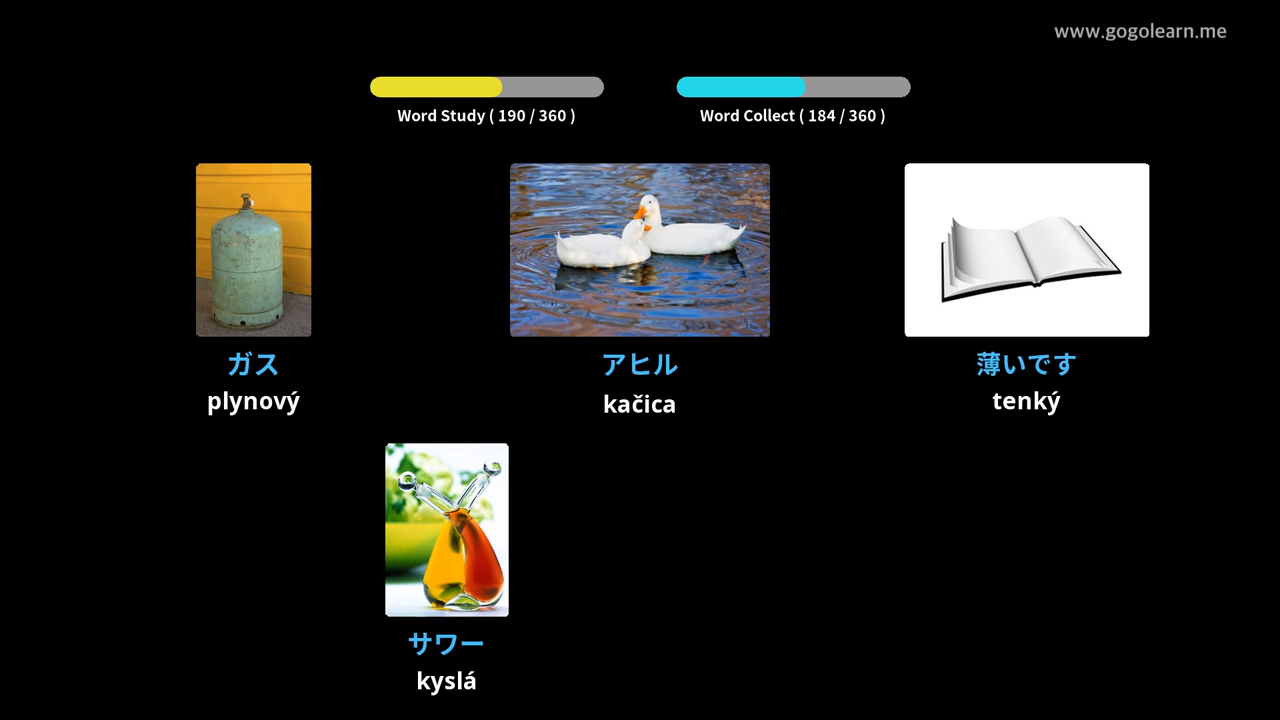 www.gogolearn.me
Word Study ( 190 / 360 )
Word Collect ( 184 / 360 )
ガス
plynový
アヒル
kačica
薄いです
tenký
サワー
kyslá